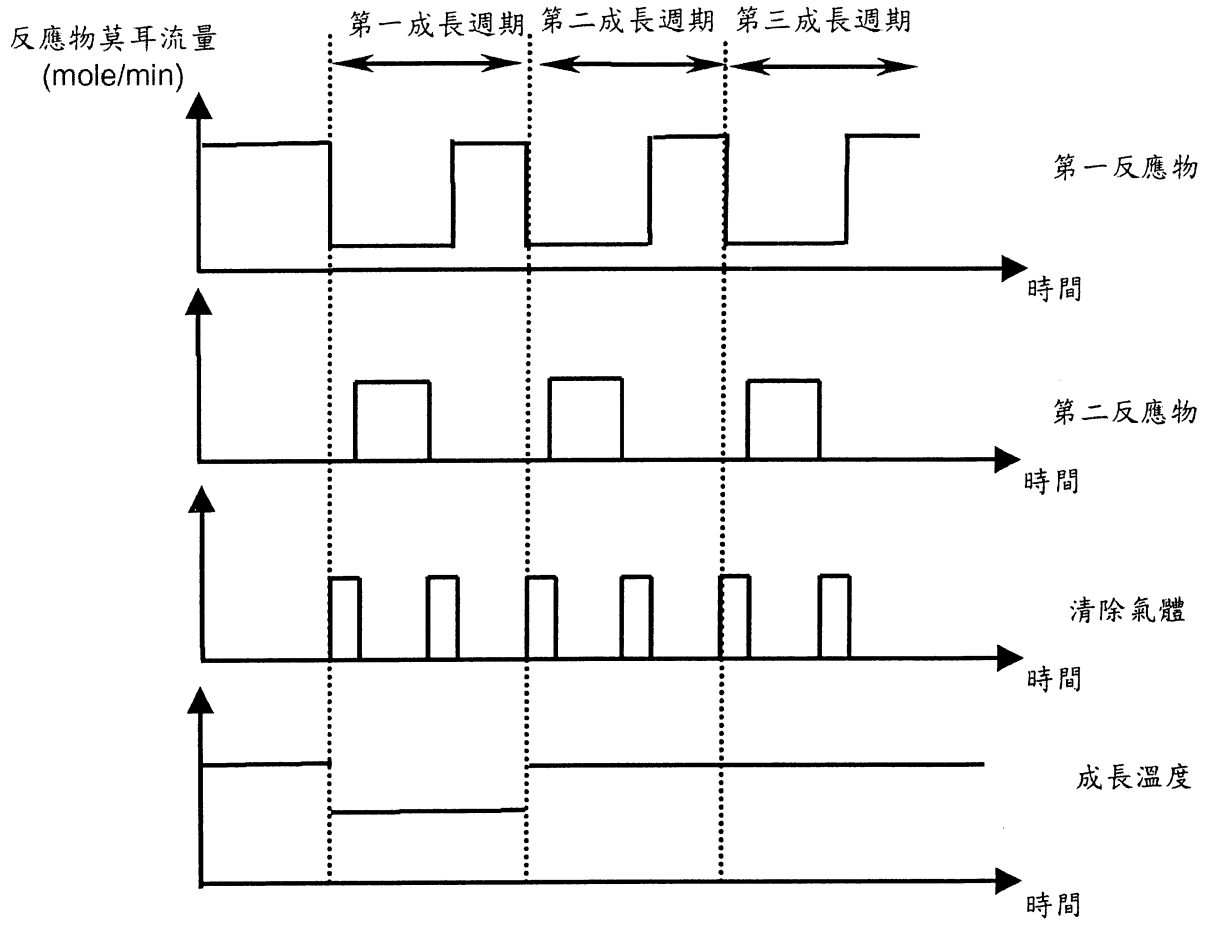 反應物莫耳流量
(mole/min)
第一成長週期
第二成長週期
第三成長週期
第一反應物
時間
第二反應物
時間
清除氣體
時間
成長溫度
時間